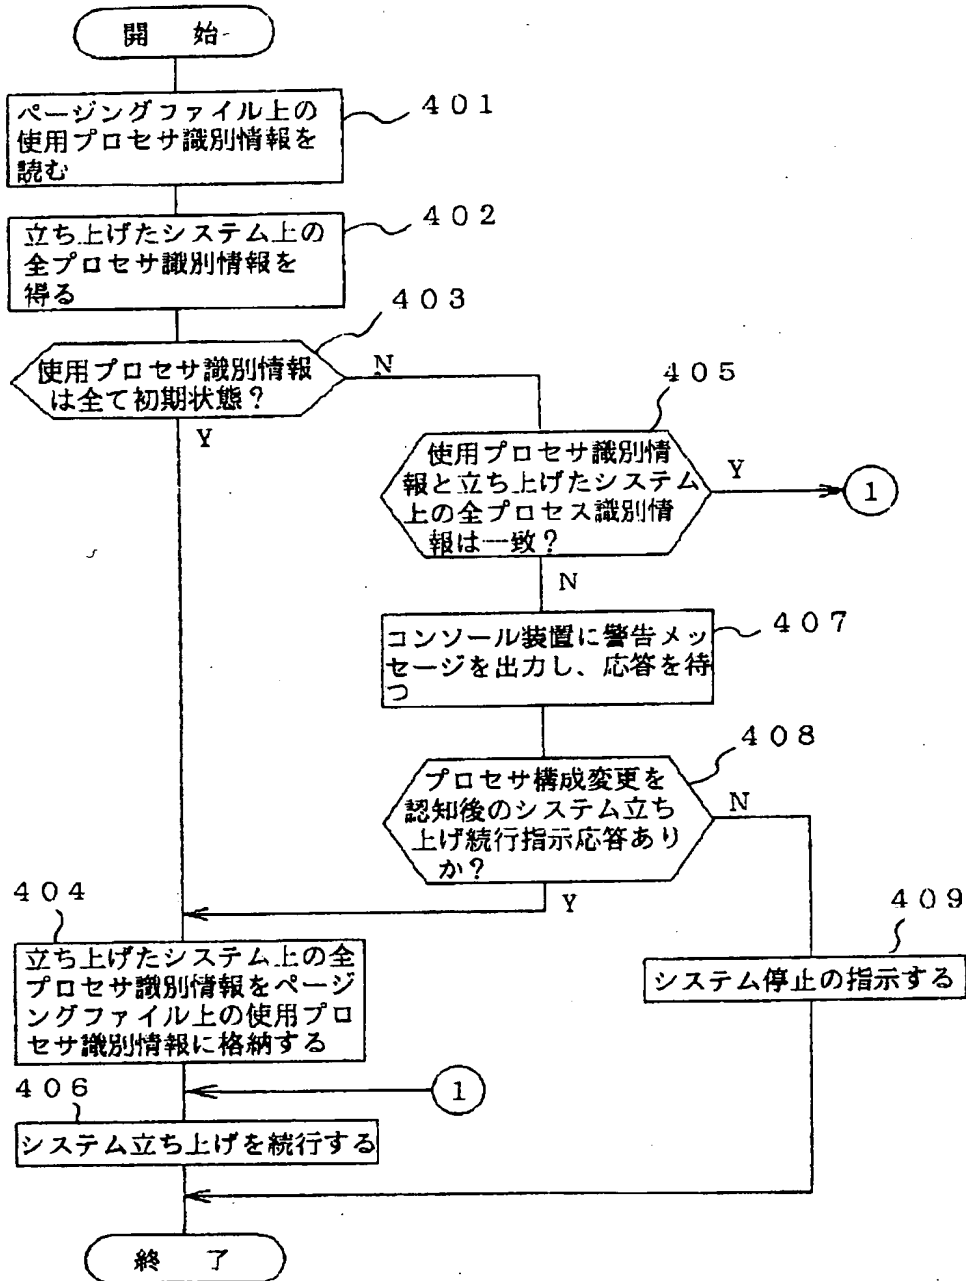 開 始
ページングファイル上の
使用プロセサ識別情報を
読む
401
立ち上げたシステム上の
全プロセサ識別情報を
得る
402
403
使用プロセサ識別情報
は全て初期状態?
N
Y
405
使用プロセサ識別情
報と立ち上げたシステム
上の全プロセス識別情
報は一致?
Y
1
N
コンソール装置に警告メッ
セージを出力し、応答を待
つ
407
408
プロセサ構成変更を
認知後のシステム立ち
上げ続行指示応答あり
か?
N
Y
404
立ち上げたシステム上の全
プロセサ識別情報をページ
ングファイル上の使用プロ
セサ識別情報に格納する
409
システム停止の指示する
406
1
システム立ち上げを続行する
終 了